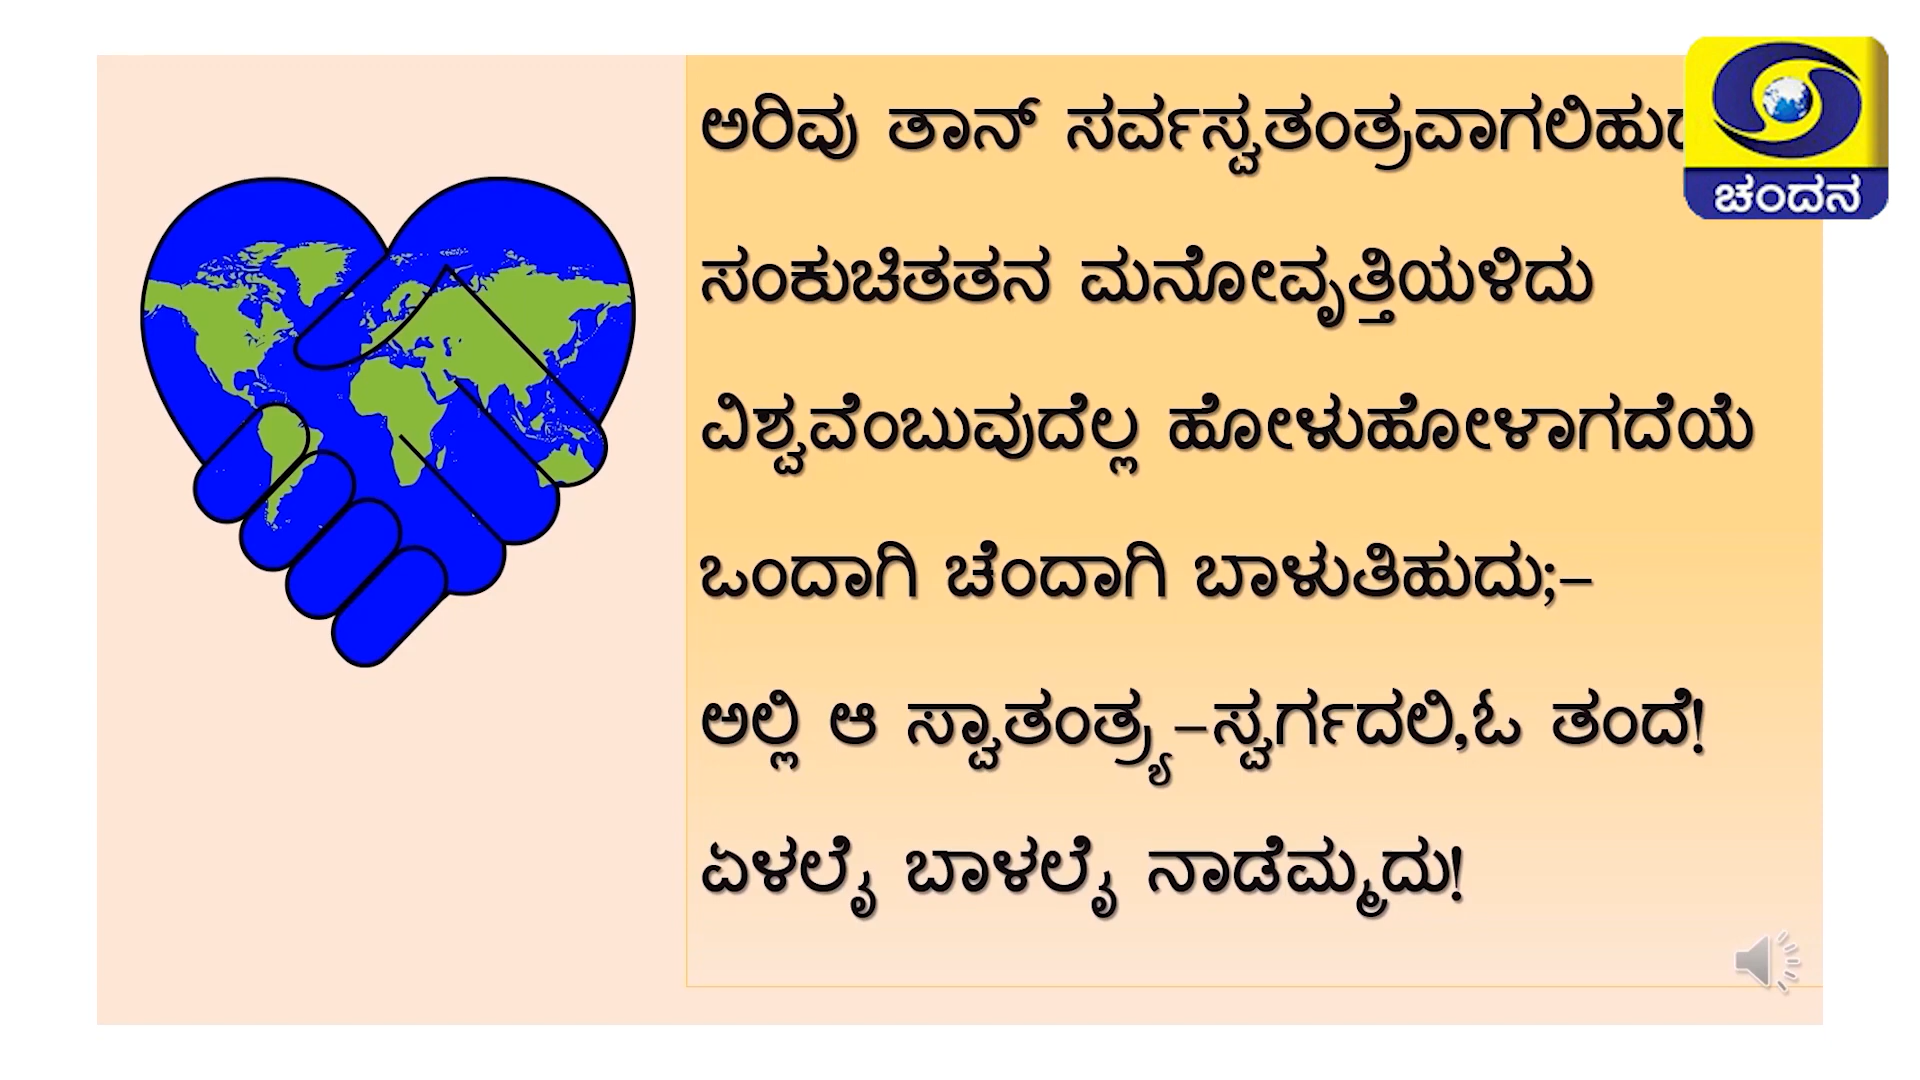 ಅರಿವು ತಾನ್ ಸರ್ವಸ್ವತಂತ್ರವಾಗಲಿಹು
ಚಂದನ
ಸಂಕುಚಿತತನ ಮನೋವೃತ್ತಿಯಳಿದು
ವಿಶ್ವವೆಂಬುವುದೆಲ್ಲ ಹೋಳುಹೋಳಾಗದೆಯೆ
ಒಂದಾಗಿ ಚೆಂದಾಗಿ ಬಾಳುತಿಹುದು;–
ಅಲ್ಲಿ ಆ ಸ್ವಾತಂತ್ರ್ಯ–ಸ್ವರ್ಗದಲಿ,ಓ ತಂದೆ!
ಏಳಲೈ ಬಾಳಲೈ ನಾಡೆಮ್ಮದು!